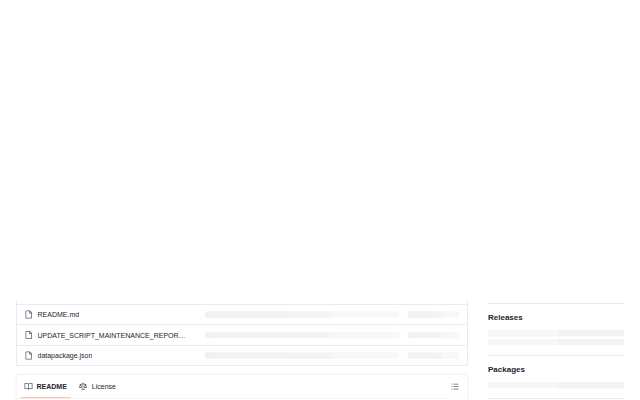 README.md
UPDATE_SCRIPT_MAINTENANCE_REPOR...
datapackage.json
README
License
Releases
Packages